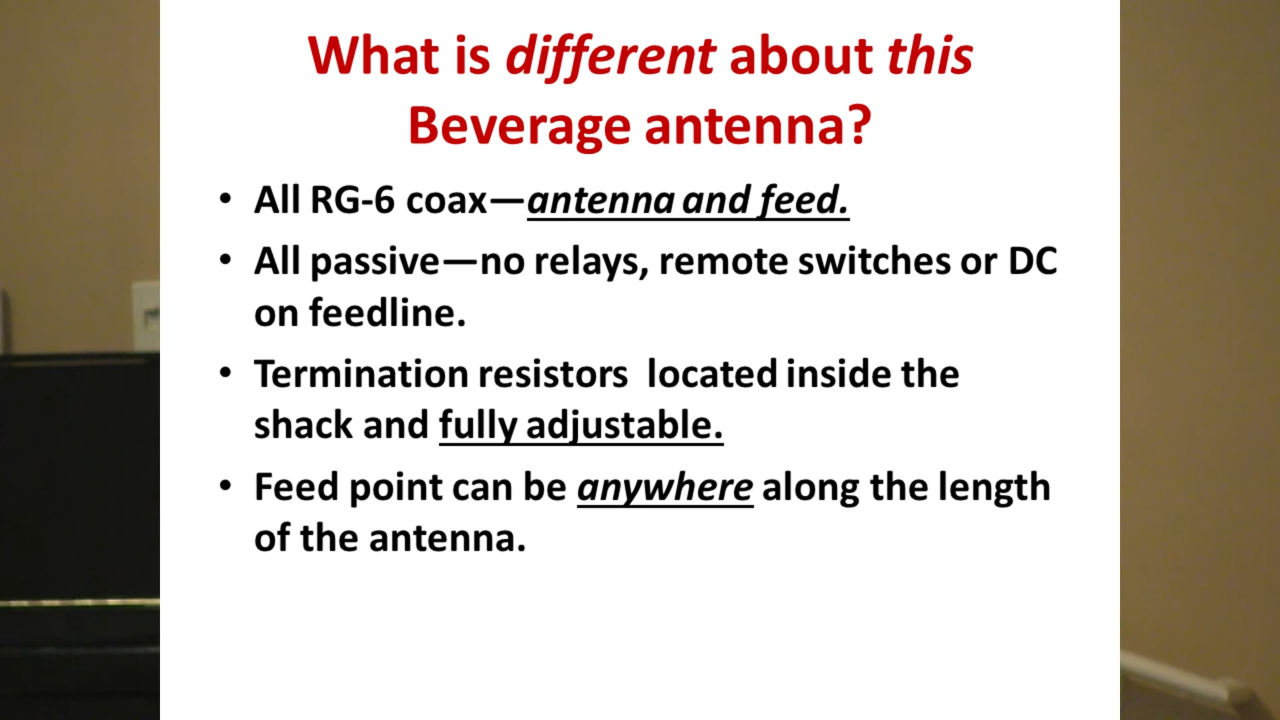 What is different about this
Beverage antenna?
• All RG-6 coax—antenna and feed.
• All passive—no relays, remote switches or DC
on feedline.
• Termination resistors located inside the
shack and fully adjustable.
• Feed point can be anywhere along the length
of the antenna.